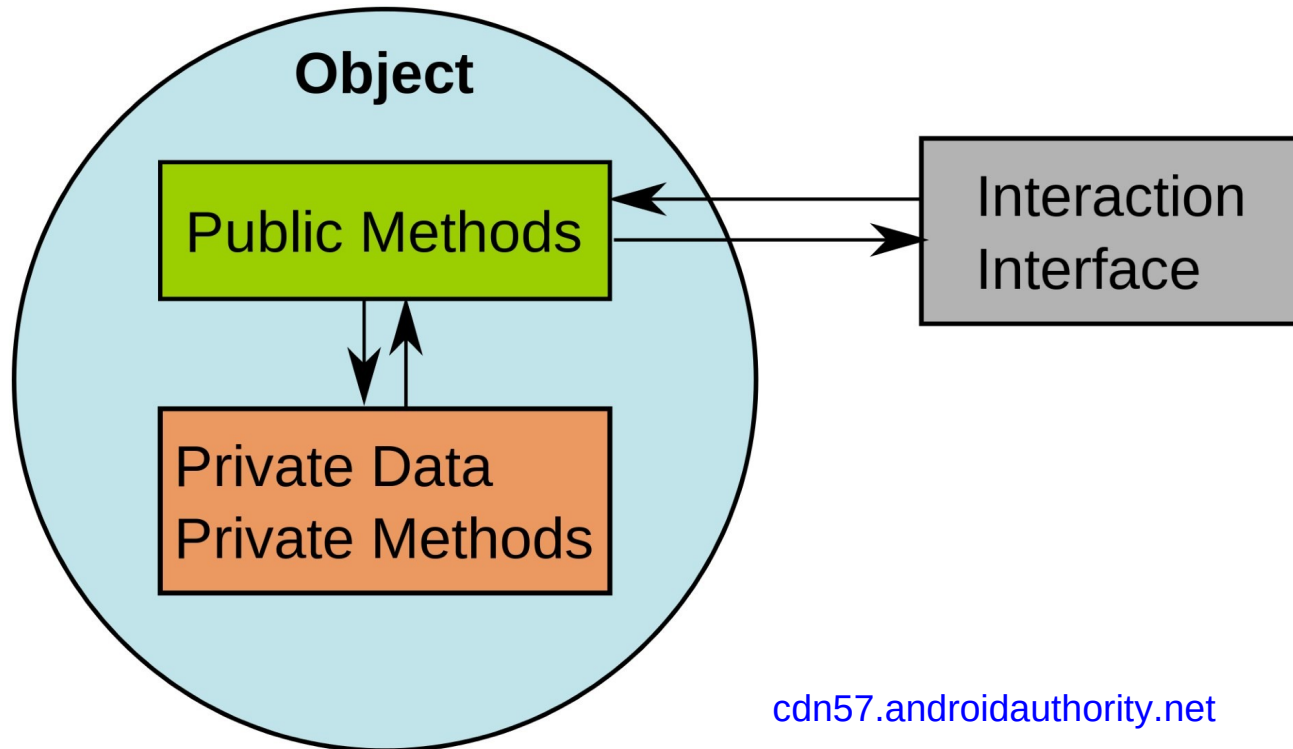 Object
Public Methods
Interaction
Interface
Private Data
Private Methods
cdn57.androidauthority.net